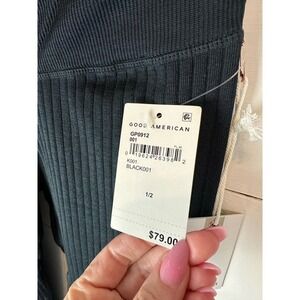 GOOD AMERICAN
GP0912
001
K001
BLACK001
1/2
$79.00